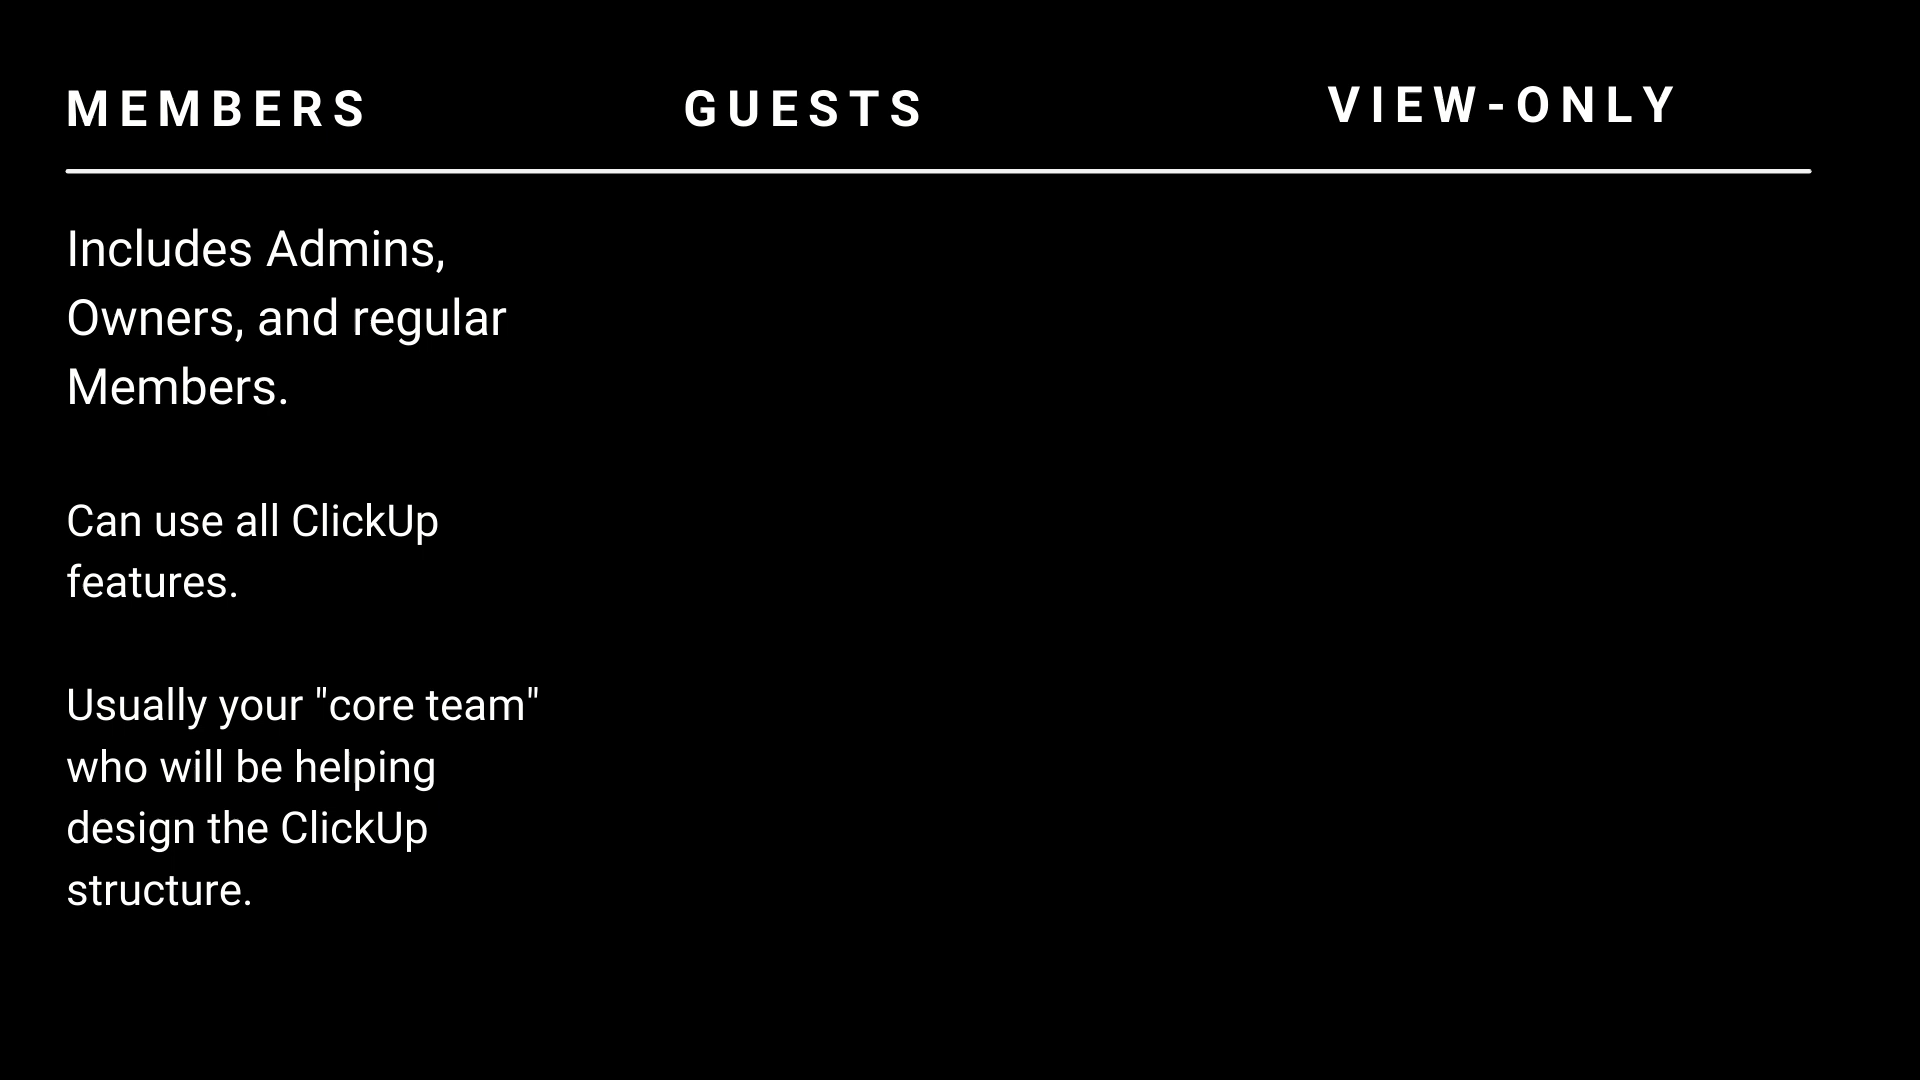 MEMBERS
GUESTS
VIEW-ONLY
Includes Admins,
Owners, and regular
Members.
Can use all ClickUp
features.
Usually your "core team"
who will be helping
design the ClickUp
structure.